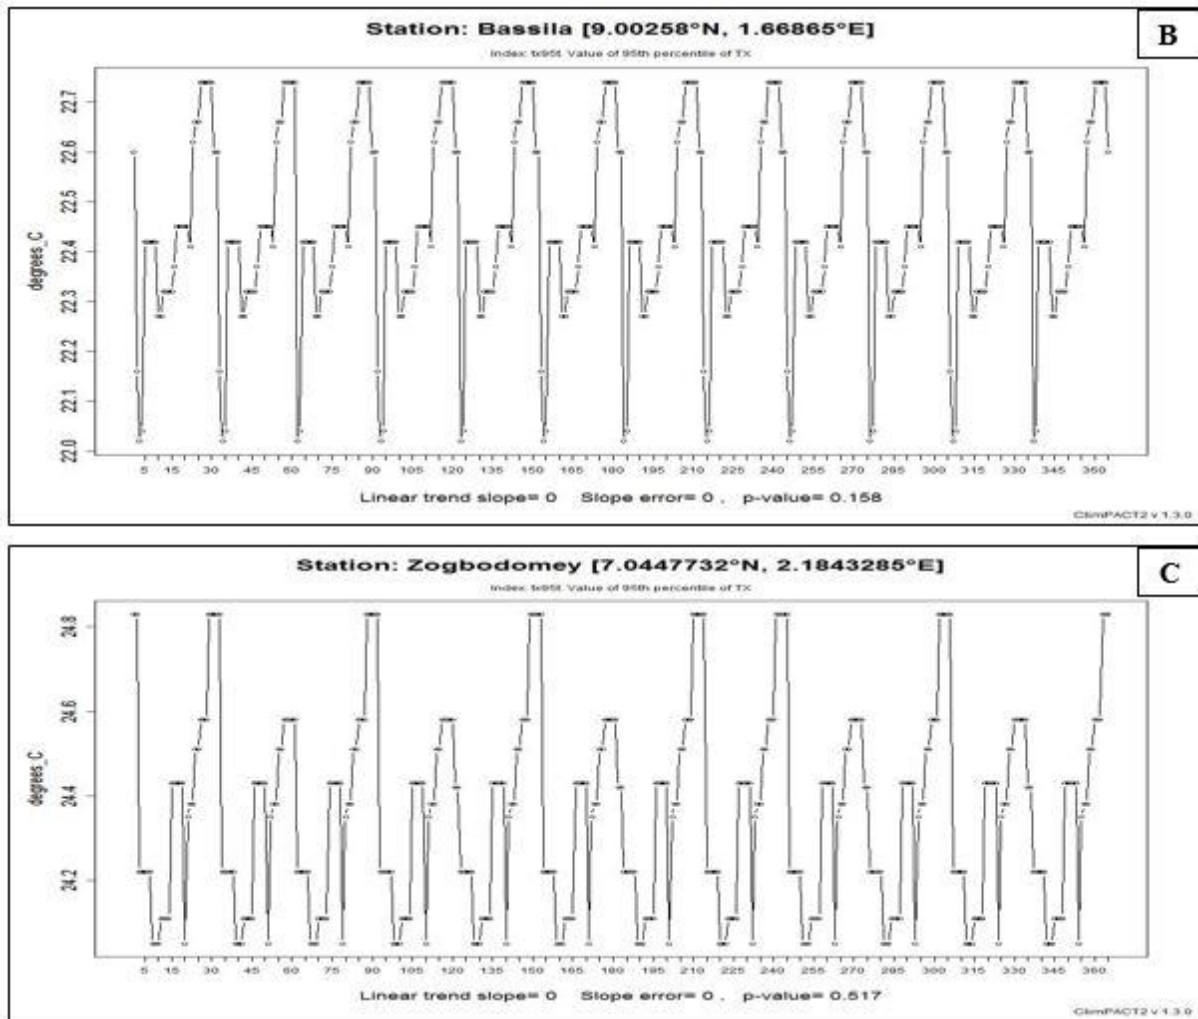 Station: Bassila [9.00258°N, 1.66865°E]
B
Index: tx95t. Value of 95th percentile of TX
degrees_C
22.7
22.6
22.5
22.4
22.3
22.2
22.1
22.0
5 15 30 45 60 75 90 105 120 135 150 165 180 195 210 225 240 255 270 285 300 315 330 345 350
Linear trend slope= 0 Slope error= 0 , p-value= 0.158
ClimPACT2 v 1.3.0
Station: Zogbodomey [7.0447732°N, 2.1843285°E]
C
Index: tx95t. Value of 95th percentile of TX
degrees_C
24.8
24.6
24.4
24.2
5 15 30 45 60 75 90 105 120 135 150 165 180 195 210 225 240 255 270 285 300 315 330 345 360
Linear trend slope= 0 Slope error= 0 , p-value= 0.517
ClimPACT2 v 1.3.0